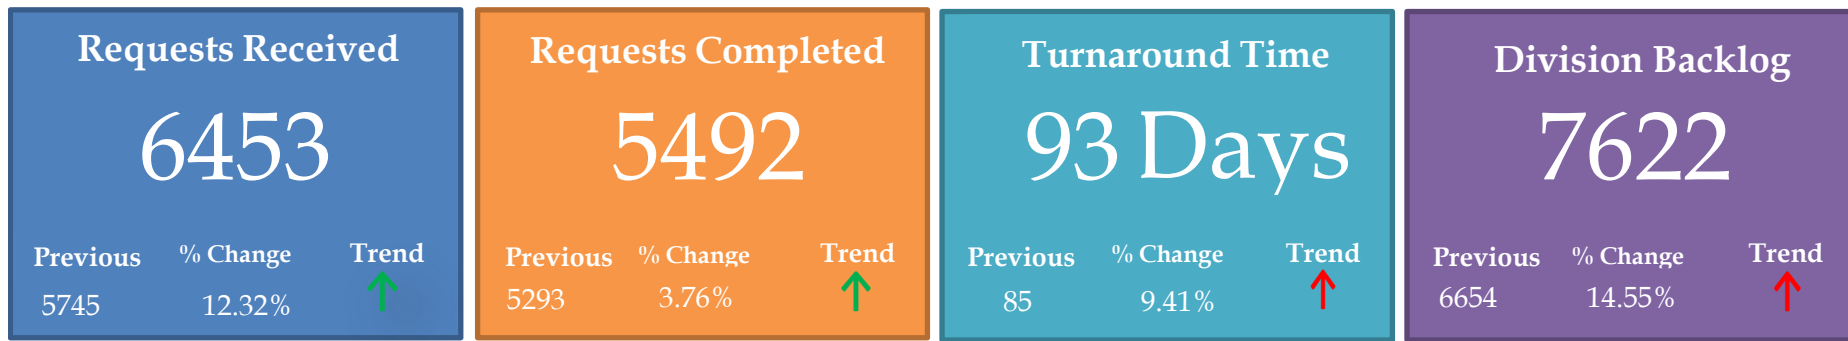 Requests Received
6453
Previous % Change Trend
5745 12.32%
Requests Completed
5492
Previous % Change Trend
5293 3.76%
Turnaround Time
93 Days
Previous % Change Trend
85 9.41%
Division Backlog
7622
Previous % Change Trend
6654 14.55%